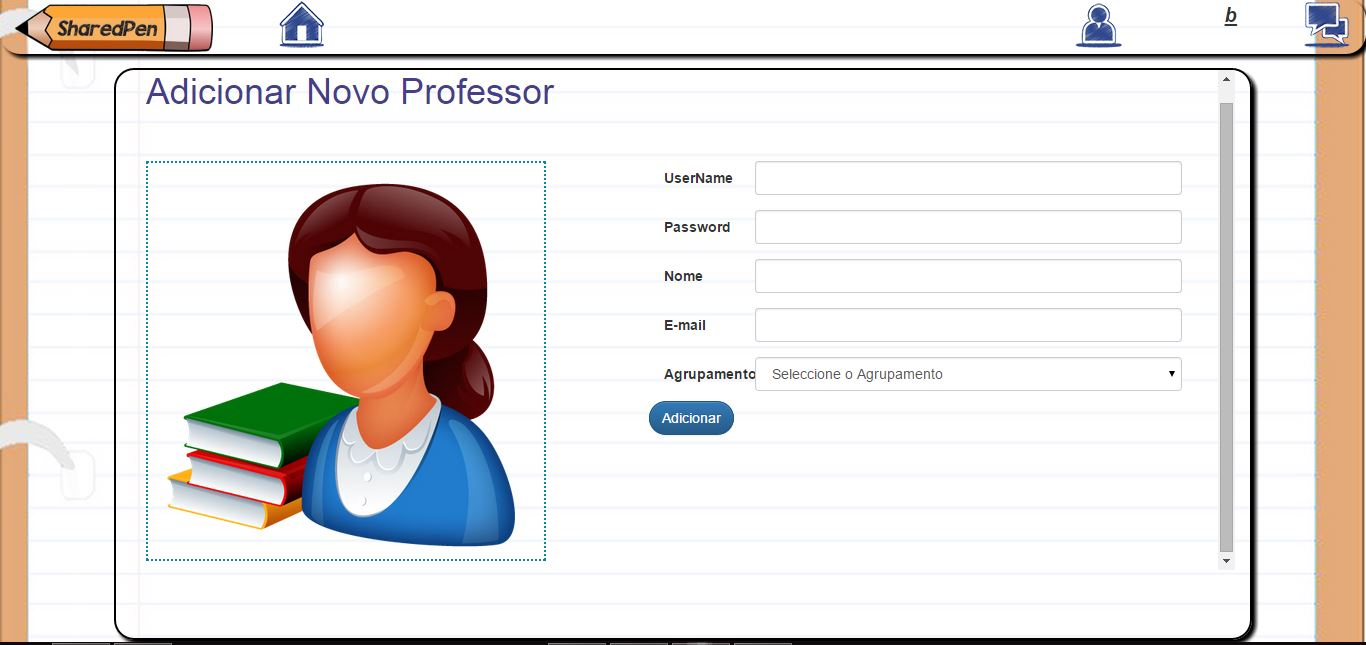 SharedPen
b
Adicionar Novo Professor
UserName
Password
Nome
E-mail
Agrupamento Seleccione o Agrupamento
Adicionar